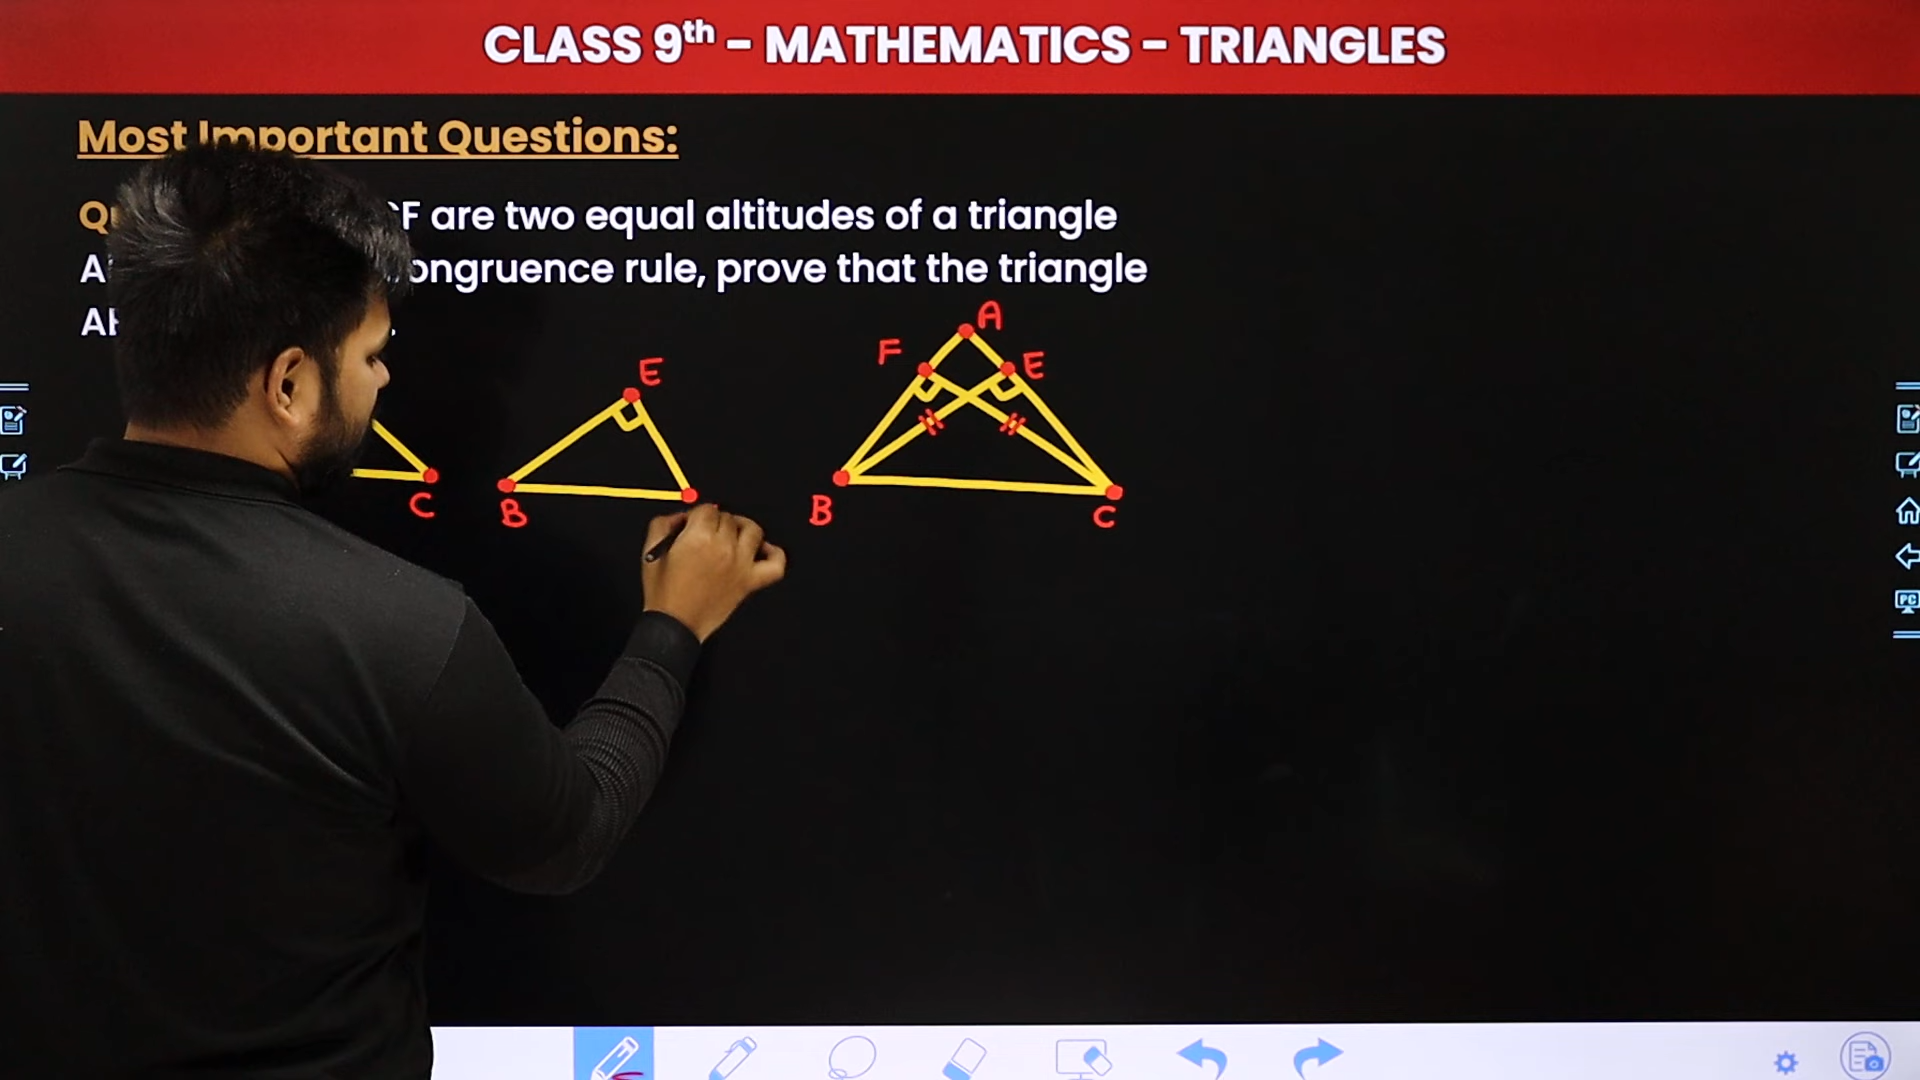 CLASS 9th - MATHEMATICS - TRIANGLES
Most Important Questions:
F are two equal altitudes of a triangle
ongruence rule, prove that the triangle
A
F
E
E
B
C
C
B
B
C
PC